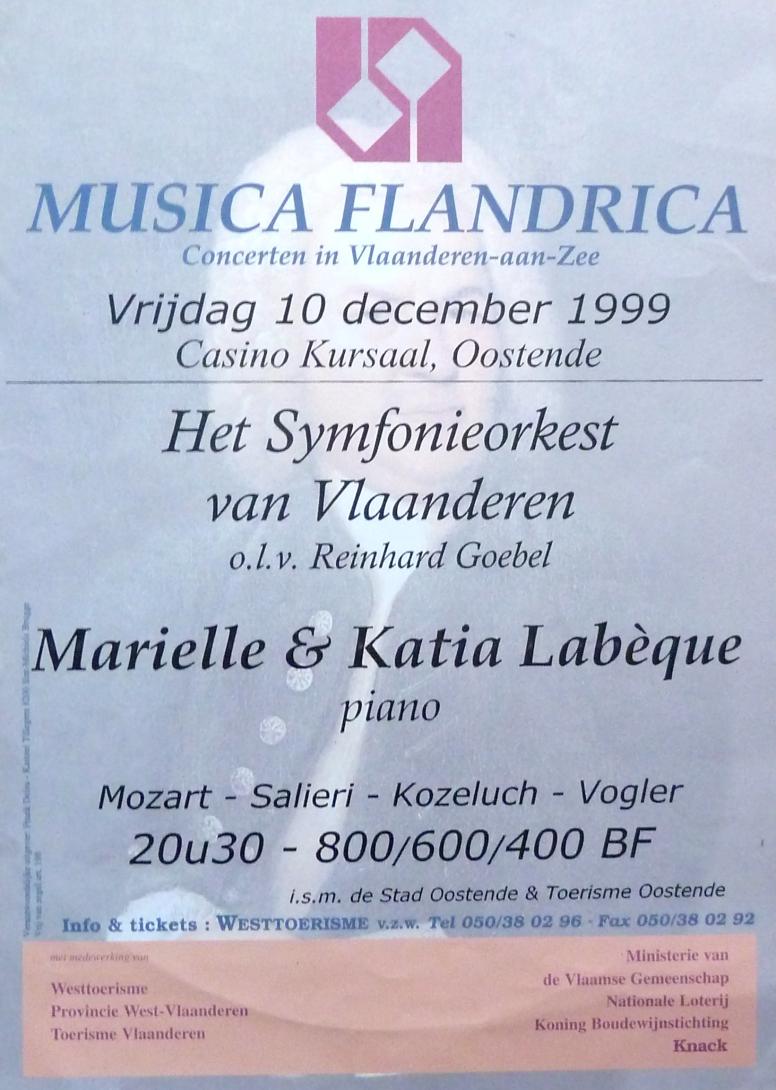 MUSICA FLANDRICA
Concerten in Vlaanderen-aan-Zee
Vrijdag 10 december 1999
Casino Kursaal, Oostende
Het Symfonieorkest
van Vlaanderen
o.l.v. Reinhard Goebel
Marielle & Katia Labèque
piano
Mozart - Salieri - Kozeluch - Vogler
20u30 - 800/600/400 BF
i.s.m. de Stad Oostende & Toerisme Oostende
Info & tickets : WESTTOERISME v.z.w. Tel 050/38 02 96 - Fax 050/38 02 92
met medewerking van
Westtoerisme
Provincie West-Vlaanderen
Toerisme Vlaanderen
Ministerie van
de Vlaamse Gemeenschap
Nationale Loterij
Koning Boudewijnstichting
Knack
Verantwoordelijke uitgever: